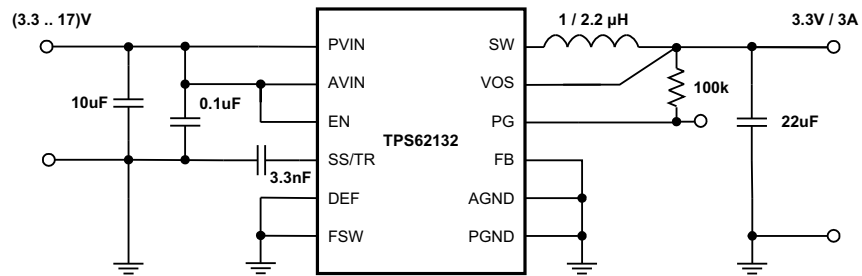 (3.3 .. 17)V
1 / 2.2 µH
3.3V / 3A
PVIN
SW
AVIN
VOS
100k
10uF
0.1uF
EN
PG
22uF
TPS62132
SS/TR
FB
3.3nF
DEF
AGND
FSW
PGND